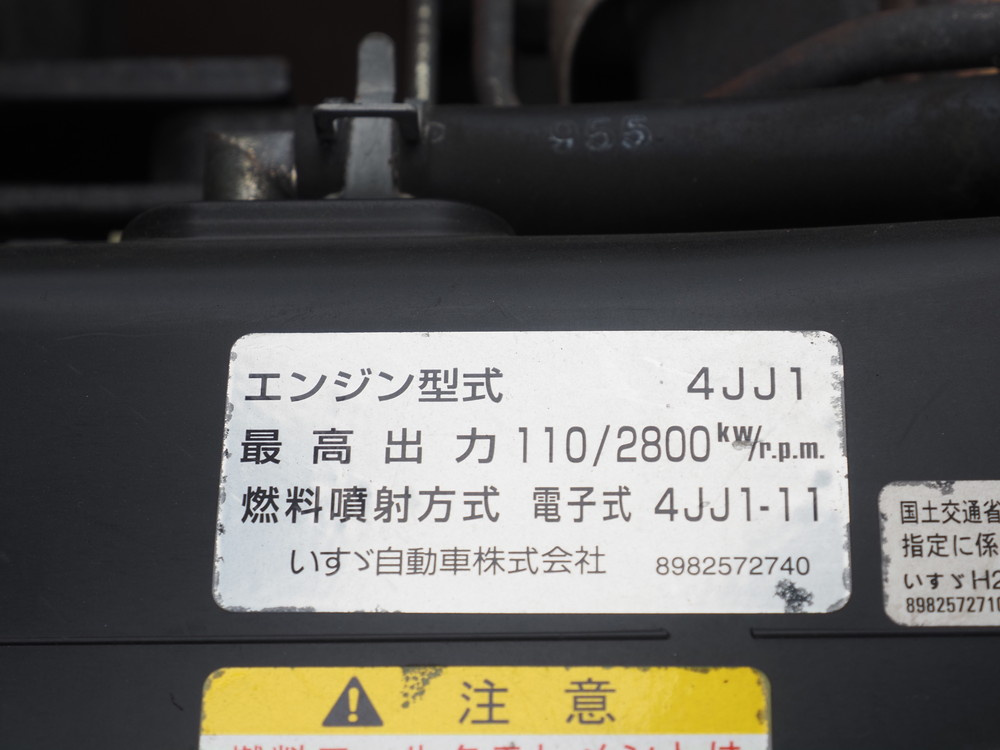 955
エンジン型式 4JJ1
最高出力 110/2800kw/r.p.m.
燃料噴射方式 電子式 4JJ1-11
いすゞ自動車株式会社 8982572740
国土交通省
指定に係
いすゞH2
898257271
注意